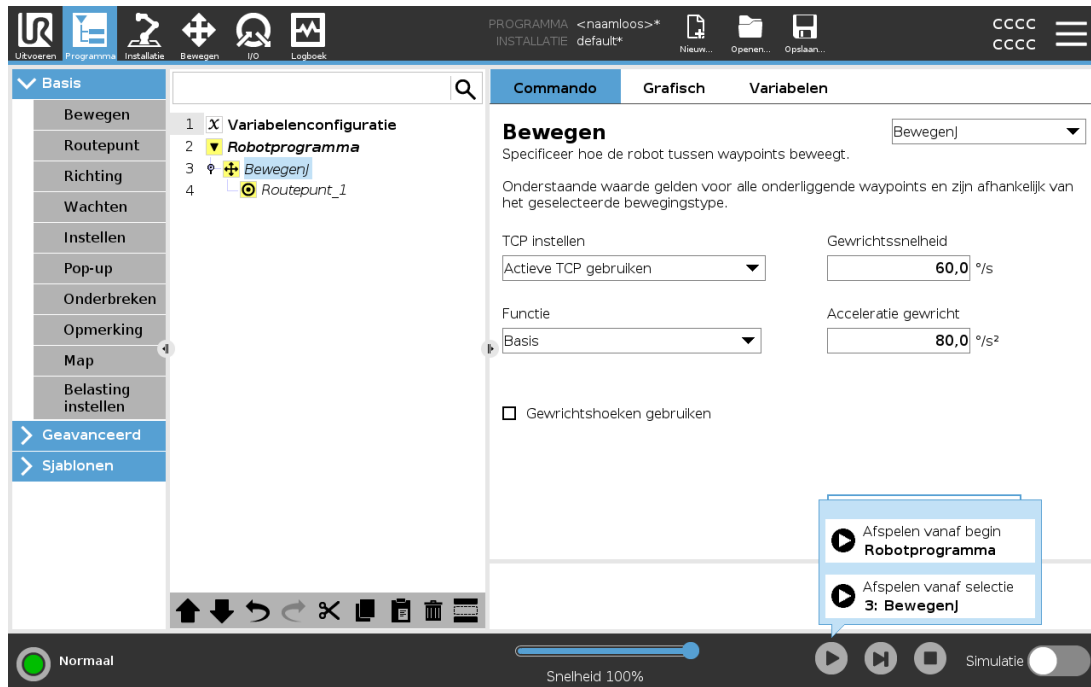 PROGRAMMA <naamloos>*
INSTALLATIE default*
CCCC
CCCC
Uitvoeren Programma Installatie Bewegen I/O Logboek
Nieuw... Openen... Opslaan...
Basis
Bewegen
Routepunt
Richting
Wachten
Instellen
Pop-up
Onderbreken
Opmerking
Map
Belasting
instellen
Geavanceerd
Sjablonen
1 X Variabelenconfiguratie
2 Robotprogramma
3 BewegenJ
4 Routepunt_1
Commando Grafisch Variabelen
Bewegen
BewegenJ
Specificeer hoe de robot tussen waypoints beweegt.
Onderstaande waarde gelden voor alle onderliggende waypoints en zijn afhankelijk van
het geselecteerde bewegingstype.
TCP instellen
Gewrichtssnelheid
Actieve TCP gebruiken
60,0 °/s
Functie
Acceleratie gewricht
Basis
80,0 °/s²
Gewrichtshoeken gebruiken
Afspelen vanaf begin
Robotprogramma
Afspelen vanaf selectie
3: BewegenJ
Normaal
Snelheid 100%
Simulatie